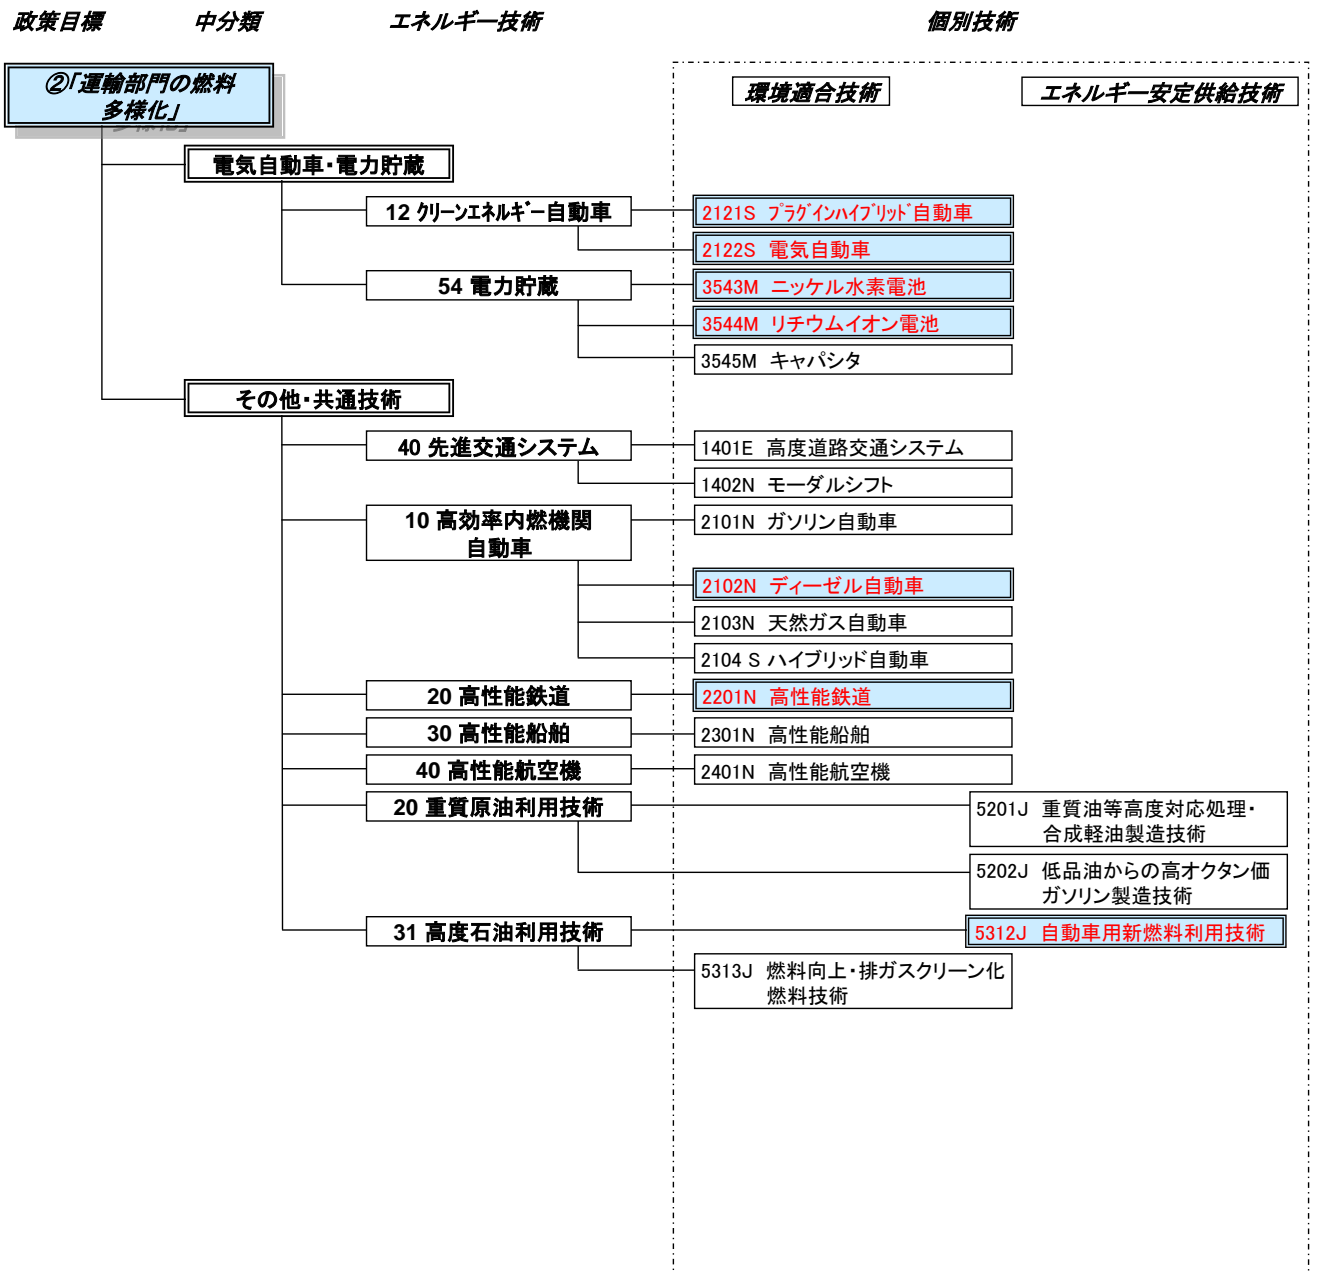 政策目標 中分類 エネルギー技術 個別技術
②「運輸部門の燃料
多様化」
環境適合技術 エネルギー安定供給技術
電気自動車・電力貯蔵
12 クリーンエネルギー自動車 2121S プラグインハイブリッド自動車
2122S 電気自動車
54 電力貯蔵 3543M ニッケル水素電池
3544M リチウムイオン電池
3545M キャパシタ
その他・共通技術
40 先進交通システム 1401E 高度道路交通システム
1402N モーダルシフト
10 高効率内燃機関
自動車
2101N ガソリン自動車
2102N ディーゼル自動車
2103N 天然ガス自動車
2104 S ハイブリッド自動車
20 高性能鉄道 2201N 高性能鉄道
30 高性能船舶 2301N 高性能船舶
40 高性能航空機 2401N 高性能航空機
20 重質原油利用技術
5201J 重質油等高度対応処理・
合成軽油製造技術
5202J 低品油からの高オクタン価
ガソリン製造技術
31 高度石油利用技術 5312J 自動車用新燃料利用技術
5313J 燃料向上・排ガスクリーン化
燃料技術